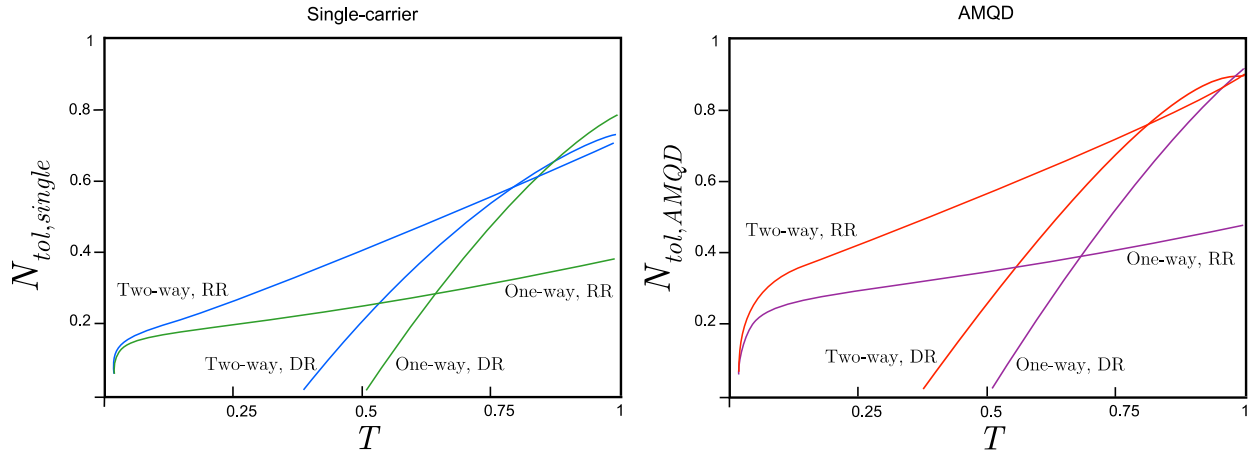 Single-carrier
1
0.8
0.6
0.4
0.2
N_{tol,single}
Two-way, RR
One-way, RR
Two-way, DR
One-way, DR
0.25
0.5
0.75
1
T
AMQD
1
0.8
0.6
0.4
0.2
N_{tol,AMQD}
Two-way, RR
One-way, RR
Two-way, DR
One-way, DR
0.25
0.5
0.75
1
T